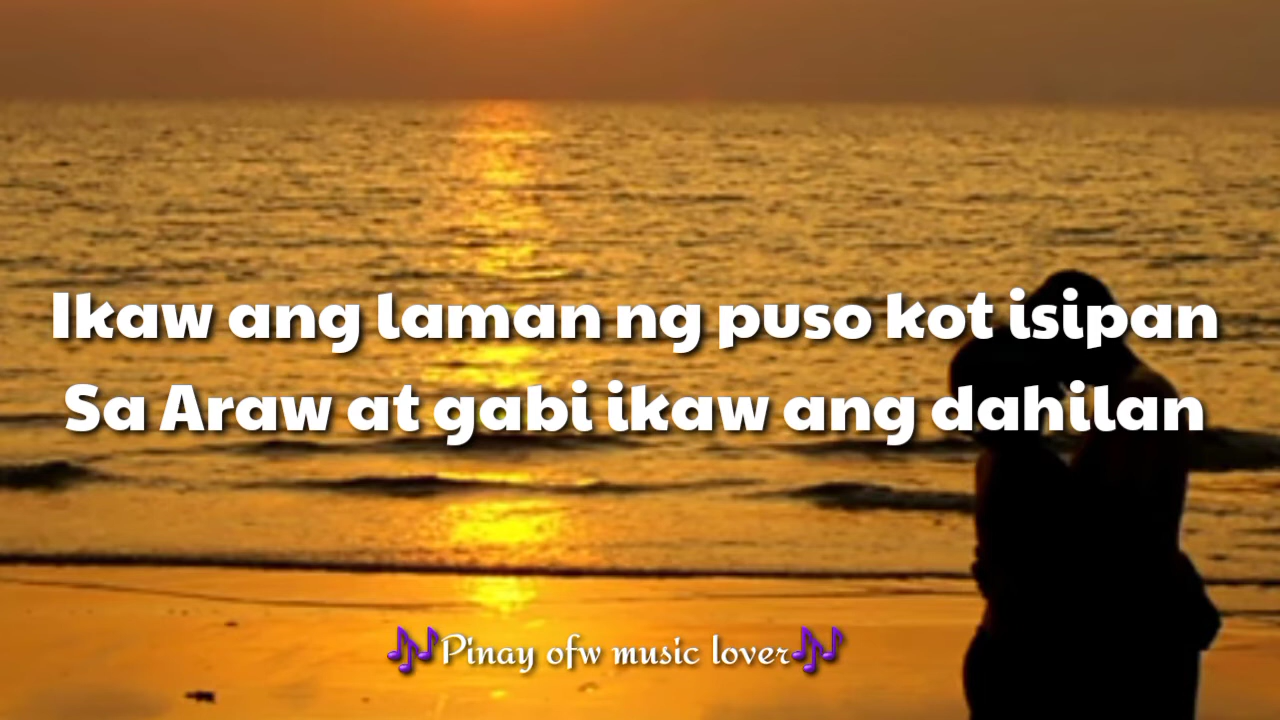 Ikaw ang laman ng puso kot isipan
Sa Araw at gabi ikaw ang dahilan
🎶Pinay ofw music lover🎶